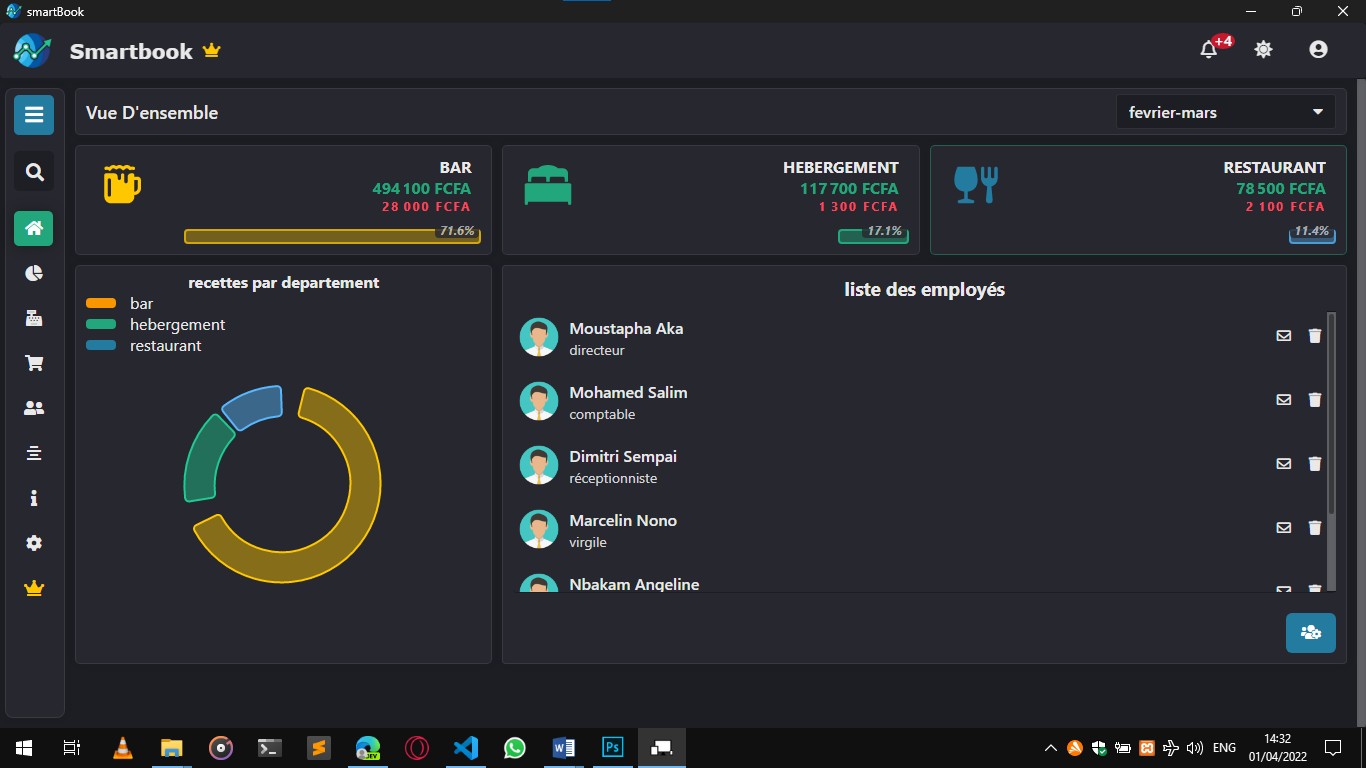 smartBook
+4
Smartbook
Vue D'ensemble
fevrier-mars
BAR
494 100 FCFA
28 000 FCFA
71.6%
HEBERGEMENT
117 700 FCFA
1 300 FCFA
17.1%
RESTAURANT
78 500 FCFA
2 100 FCFA
11.4%
recettes par departement
bar
hebergement
restaurant
liste des employés
Moustapha Aka
directeur
Mohamed Salim
comptable
Dimitri Sempai
réceptionniste
Marcelin Nono
virgile
Nbakam Angeline
DEV
Ps
ENG
14:32
01/04/2022